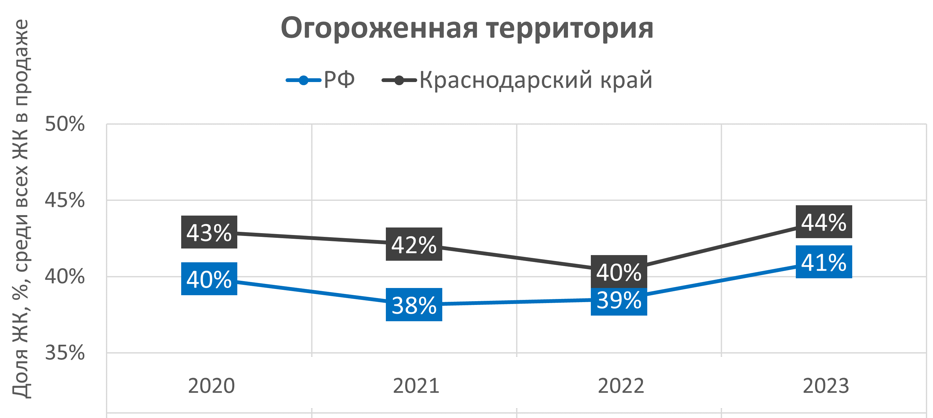 Огороженная территория
РФ Краснодарский край
Доля ЖК, %, среди всех ЖК в продаже
50%
45%
40%
35%
43% 42% 40% 44%
40% 38% 39% 41%
2020 2021 2022 2023